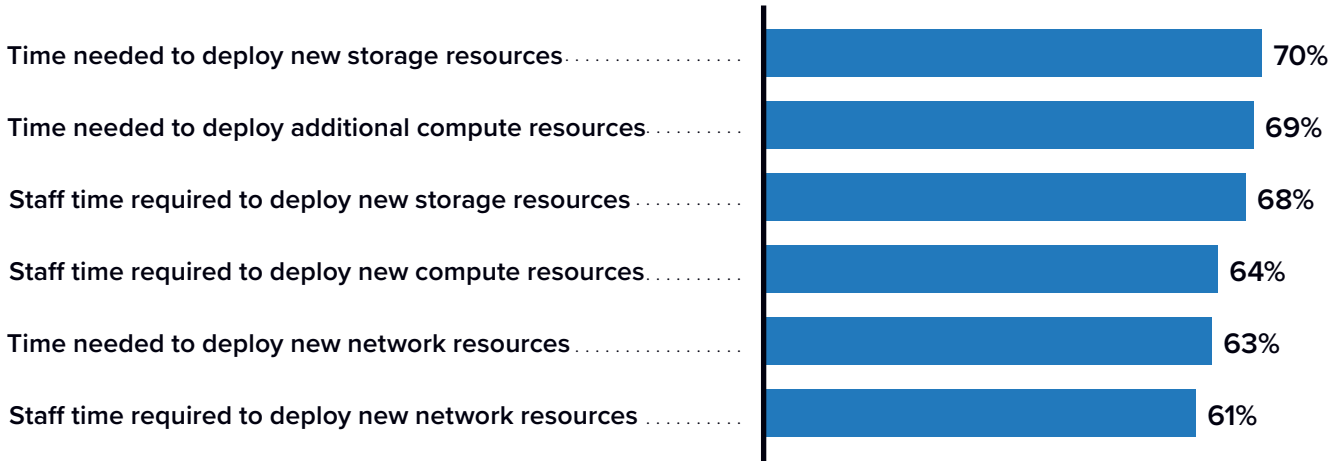 Time needed to deploy new storage resources 70%
Time needed to deploy additional compute resources 69%
Staff time required to deploy new storage resources 68%
Staff time required to deploy new compute resources 64%
Time needed to deploy new network resources 63%
Staff time required to deploy new network resources 61%